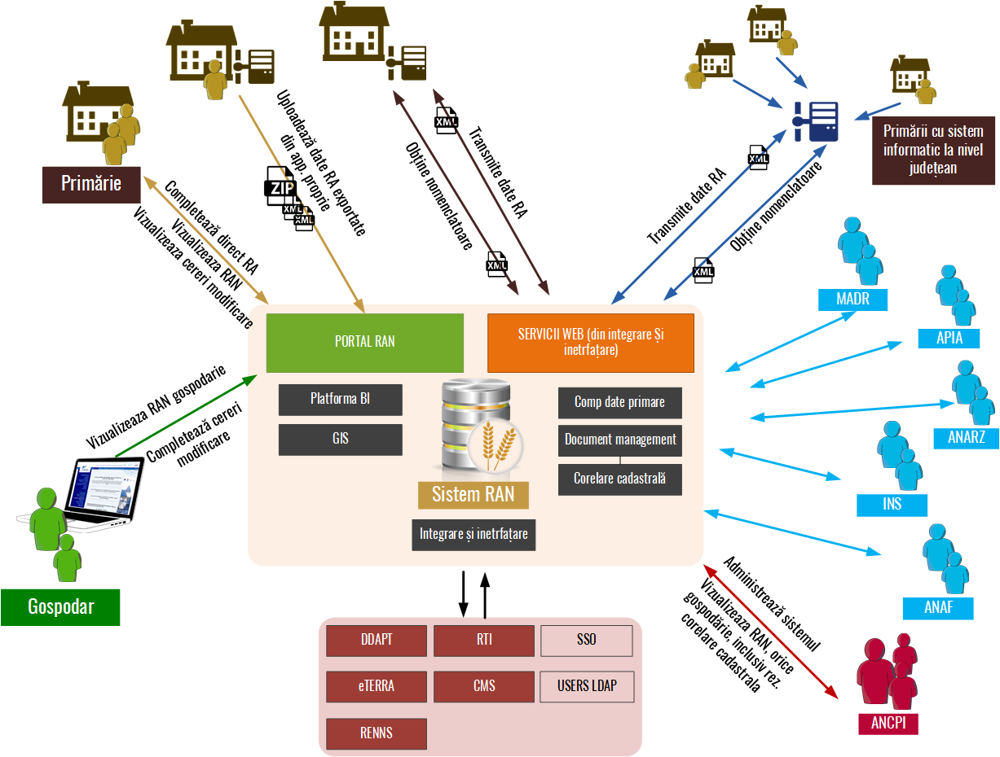 Primărie
Completează direct RA
Vizualizeaza RAN
Vizualizeaza cereri modificare
Uploadează date RA exportate
din app. proprie
ZIP
XML
XML
XML
Transmite date RA
Obține nomenclatoare
XML
XML
Transmite date RA
Obține nomenclatoare
XML
Primării cu sistem
informatic la nivel
județean
MADR
APIA
ANARZ
INS
ANAF
PORTAL RAN
SERVICII WEB (din integrare Și
inetrfațare)
Platforma BI
GIS
Comp date primare
Document management
Corelare cadastrală
Sistem RAN
Integrare și inetrfațare
Vizualizeaza RAN gospodarie
Completează cereri
modificare
Gospodar
Administrează sistemul
Vizualizeaza RAN, orice
gospodărie, inclusiv rez.
corelare cadastrala
ANCPI
DDAPT
RTI
SSO
eTERRA
CMS
USERS LDAP
RENNS